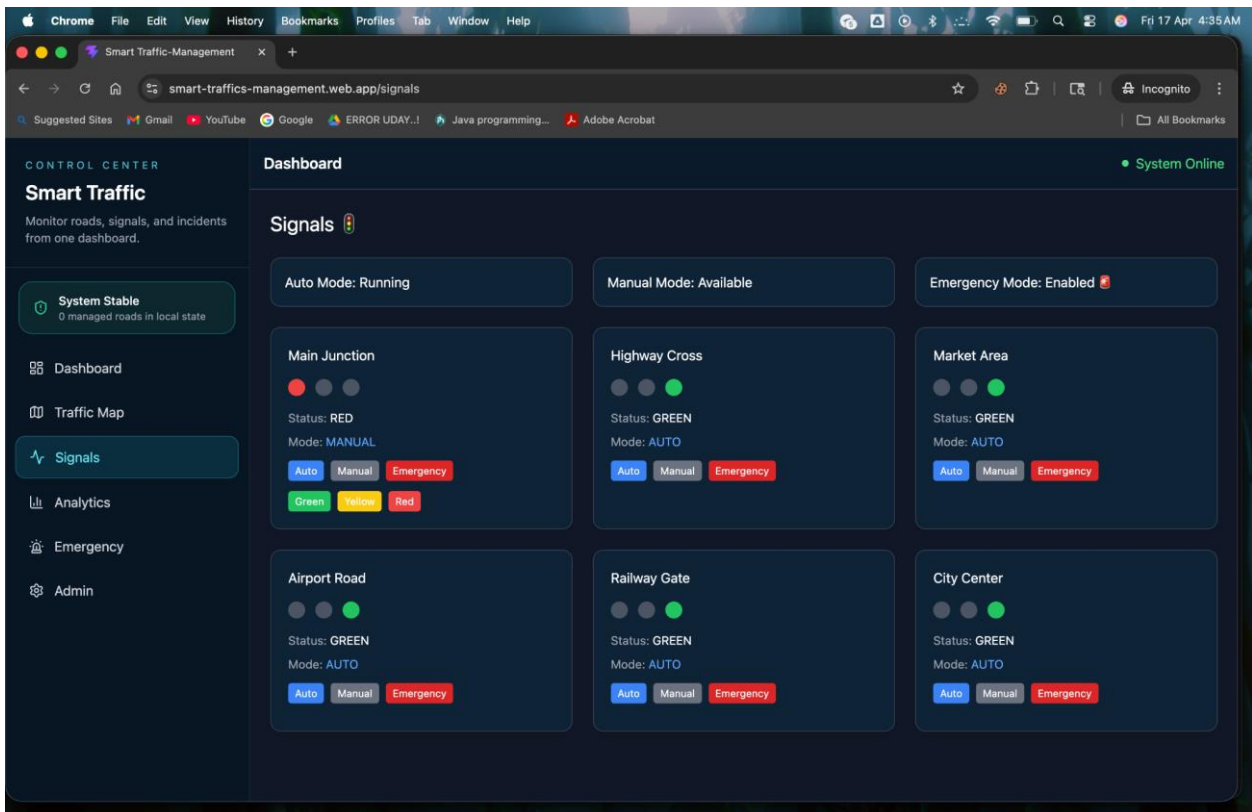 Chrome File Edit View History Bookmarks Profiles Tab Window Help Fri 17 Apr 4:35 AM
Smart Traffic-Management
smart-traffics-management.web.app/signals Incognito
Suggested Sites Gmail YouTube Google ERROR UDAY..! Java programming... Adobe Acrobat All Bookmarks
CONTROL CENTER
Smart Traffic
Monitor roads, signals, and incidents
from one dashboard.
System Stable
0 managed roads in local state
Dashboard
Traffic Map
Signals
Analytics
Emergency
Admin
Dashboard System Online
Signals 🚦
Auto Mode: Running
Manual Mode: Available
Emergency Mode: Enabled 🚨
Main Junction
Status: RED
Mode: MANUAL
Auto Manual Emergency
Green Yellow Red
Highway Cross
Status: GREEN
Mode: AUTO
Auto Manual Emergency
Market Area
Status: GREEN
Mode: AUTO
Auto Manual Emergency
Airport Road
Status: GREEN
Mode: AUTO
Auto Manual Emergency
Railway Gate
Status: GREEN
Mode: AUTO
Auto Manual Emergency
City Center
Status: GREEN
Mode: AUTO
Auto Manual Emergency